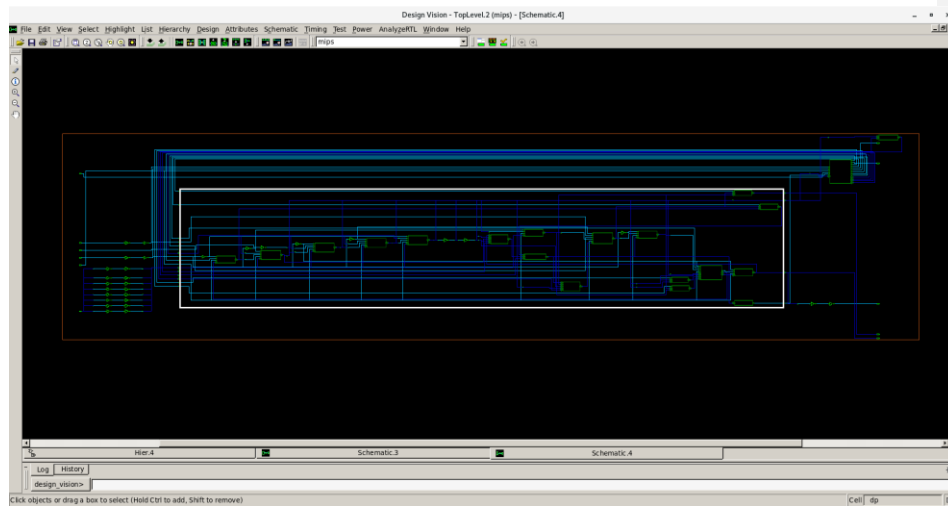 Design Vision - TopLevel.2 (mips) - [Schematic.4]
File Edit View Select Highlight List Hierarchy Design Attributes Schematic Timing Test Power AnalyzeRTL Window Help
mips
Hier.4 Schematic.3 Schematic.4
Log History
design_vision>
Click objects or drag a box to select (Hold Ctrl to add, Shift to remove) Cell dp